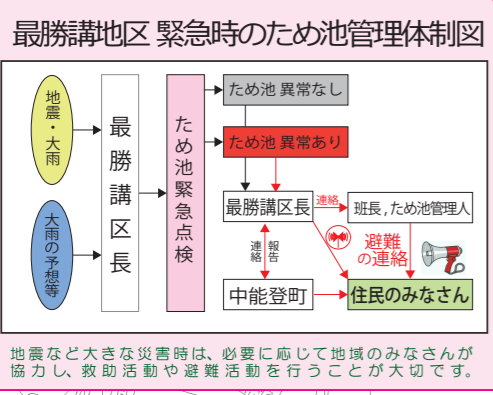 最勝講地区 緊急時のため池管理体制図
地震・大雨
大雨の予想等
最勝講区長
ため池緊急点検
ため池 異常なし
ため池 異常あり
最勝講区長
連絡
班長，ため池管理人
連絡
報告
避難
の連絡
中能登町
住民のみなさん
地震など大きな災害時は、必要に応じて地域のみなさんが
協力し、救助活動や避難活動を行うことが大切です。